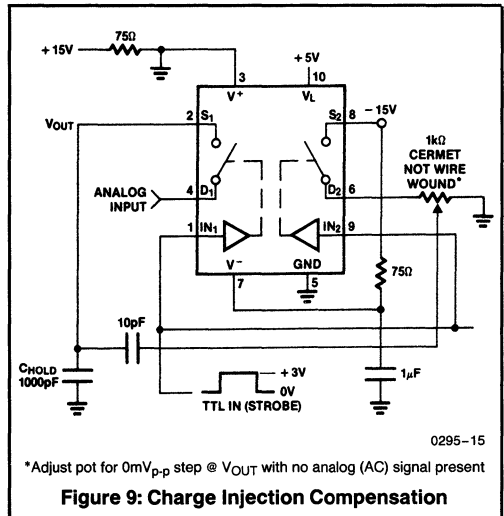 75Ω
+ 15V
+ 5V
3
10
V+
VL
- 15V
2
S1
S2
8
VOUT
1kΩ
CERMET
NOT WIRE
WOUND*
ANALOG
INPUT
4
D1
D2
6
1
IN1
IN2
9
V-
GND
7
5
75Ω
10pF
CHOLD
1000pF
+ 3V
0V
TTL IN (STROBE)
1μF
0295-15
*Adjust pot for 0mVp-p step @ VOUT with no analog (AC) signal present
Figure 9: Charge Injection Compensation